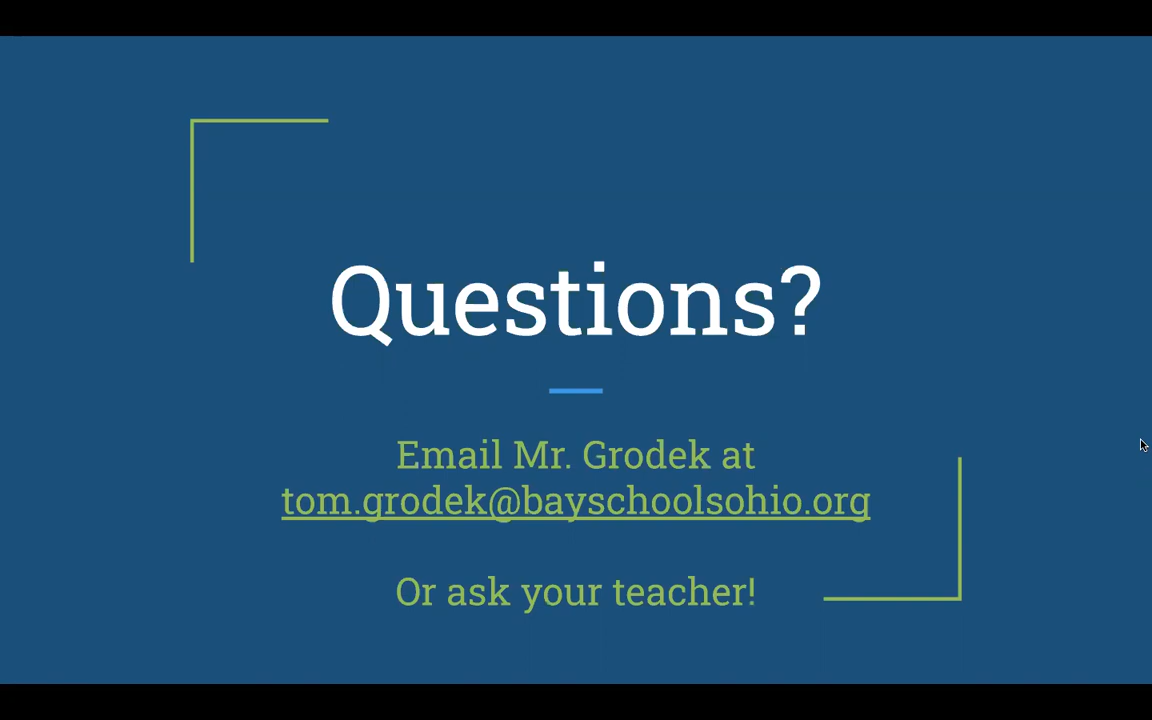 Questions?
Email Mr. Grodek at
tom.grodek@bayschoolsohio.org
Or ask your teacher!